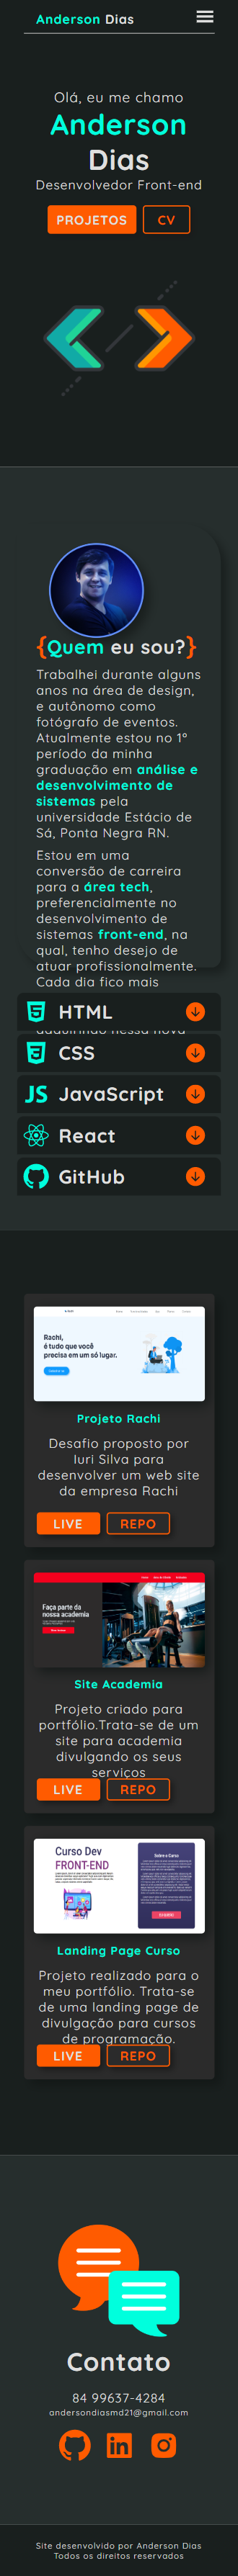 Anderson Dias
Olá, eu me chamo
Anderson
Dias
Desenvolvedor Front-end
PROJETOS CV
{Quem eu sou?}
Trabalhei durante alguns
anos na área de design,
e autônomo como
fotógrafo de eventos.
Atualmente estou no 1°
período da minha
graduação em análise e
desenvolvimento de
sistemas pela
universidade Estácio de
Sá, Ponta Negra RN.
Estou em uma
conversão de carreira
para a área tech,
preferencialmente no
desenvolvimento de
sistemas front-end, na
qual, tenho desejo de
atuar profissionalmente.
Cada dia fico mais
HTML
CSS
JS JavaScript
React
GitHub
Rachi,
é tudo que você
precisa em um só lugar.
Projeto Rachi
Desafio proposto por
Iuri Silva para
desenvolver um web site
da empresa Rachi
LIVE REPO
Faça parte da
nossa academia
Site Academia
Projeto criado para
portfólio.Trata-se de um
site para academia
divulgando os seus
serviços
LIVE REPO
Curso Dev
FRONT-END
Sobre o Curso
Landing Page Curso
Projeto realizado para o
meu portfólio. Trata-se
de uma landing page de
divulgação para cursos
de programação.
LIVE REPO
Contato
84 99637-4284
andersondiasmd21@gmail.com
in
Site desenvolvido por Anderson Dias
Todos os direitos reservados